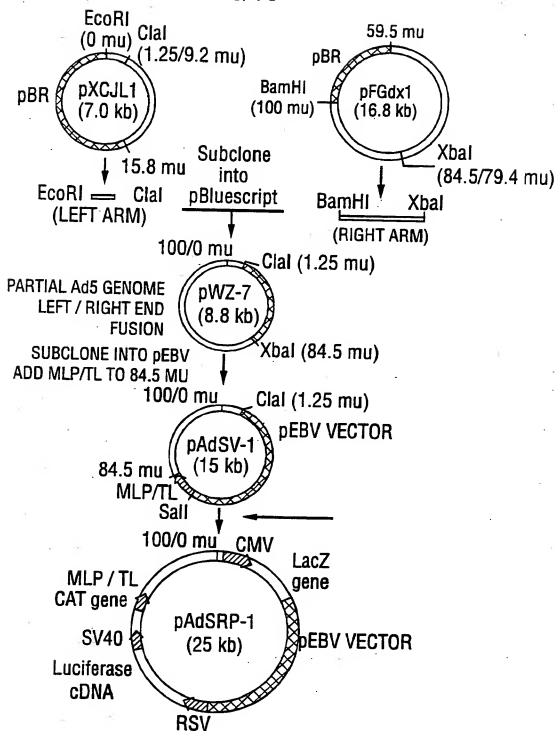 EcoRI
(0 mu)
ClaI
(1.25/9.2 mu)
pBR
pXCJL1
(7.0 kb)
15.8 mu
EcoRI
ClaI
(LEFT ARM)
59.5 mu
pBR
BamHI
(100 mu)
pFGdx1
(16.8 kb)
XbaI
(84.5/79.4 mu)
BamHI
XbaI
(RIGHT ARM)
Subclone
into
pBluescript
100/0 mu
ClaI (1.25 mu)
PARTIAL Ad5 GENOME
LEFT / RIGHT END
FUSION
pWZ-7
(8.8 kb)
XbaI (84.5 mu)
SUBCLONE INTO pEBV
ADD MLP/TL TO 84.5 MU
100/0 mu
ClaI (1.25 mu)
pEBV VECTOR
pAdSV-1
(15 kb)
84.5 mu
MLP/TL
SalI
100/0 mu
CMV
LacZ
gene
MLP / TL
CAT gene
pAdSRP-1
(25 kb)
pEBV VECTOR
SV40
Luciferase
cDNA
RSV